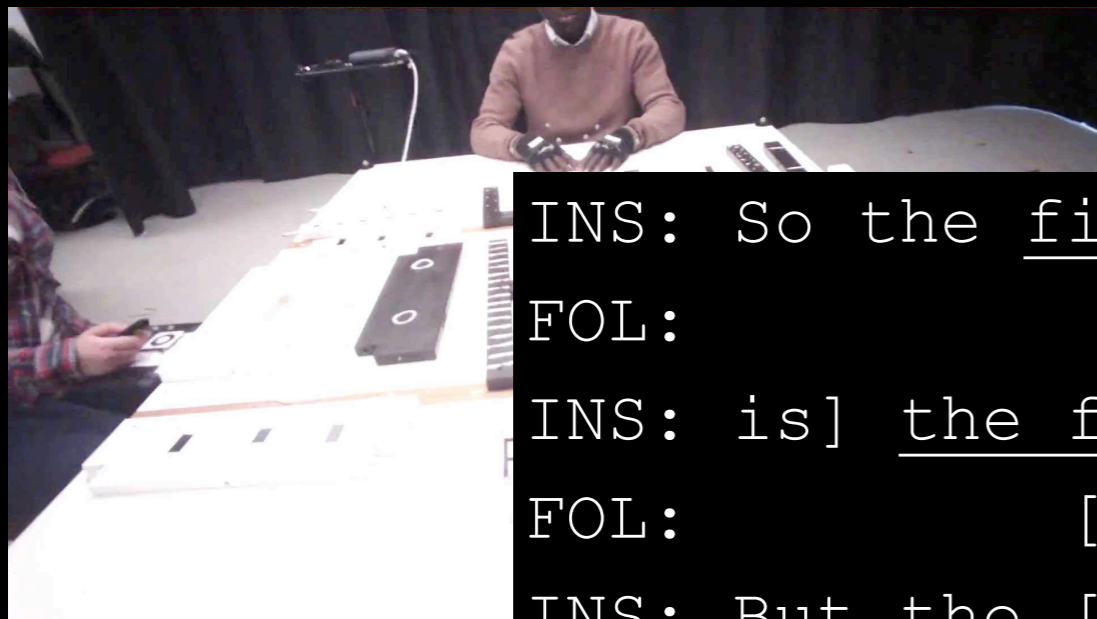 INS: So the fi
FOL:
INS: is] the f
FOL: [
INS: But the [